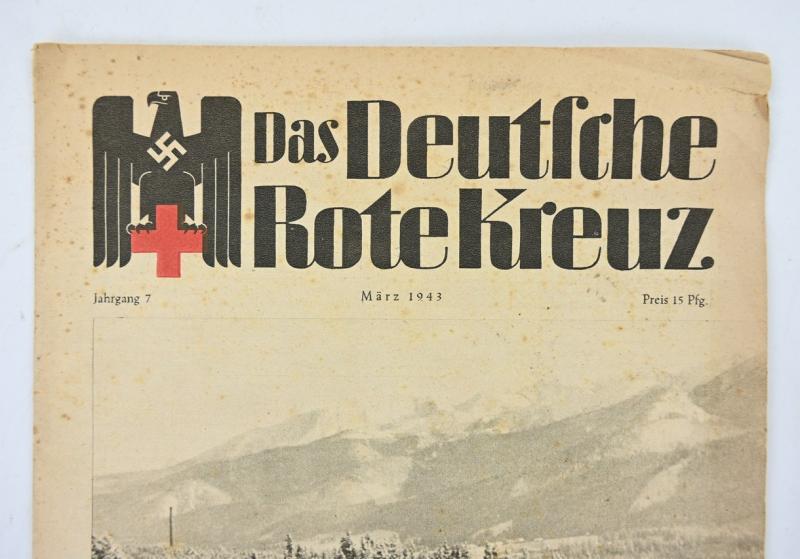 Das Deutſche
Rote Kreuz
Jahrgang 7
März 1943
Preis 15 Pfg.